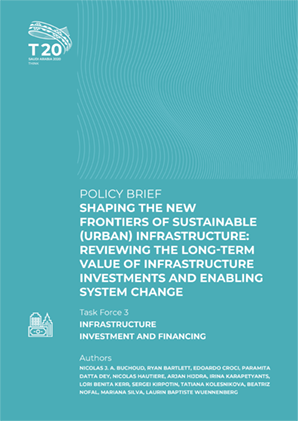 T20
SAUDI ARABIA 2020
POLICY BRIEF
SHAPING THE NEW
FRONTIERS OF SUSTAINABLE
(URBAN) INFRASTRUCTURE:
REVIEWING THE LONG-TERM
VALUE OF INFRASTRUCTURE
INVESTMENTS AND ENABLING
SYSTEM CHANGE
Task Force 3
INFRASTRUCTURE
INVESTMENT AND FINANCING
Authors
NICOLAS J. A. BUCHOUD, RYAN BARTLETT, EDOARDO CROCI, PARAMITA
DATTA DEY, NICOLAS HAUTIERE, ARJAN HODRA, IRINA KARAPETYANTS,
LORI BENITA KERR, SERGEI KIRPOTIN, TATIANA KOLESNIKOVA, BEATRIZ
NOFAL, MARIANA SILVA, LAURIN BAPTISTE WUENNENBERG